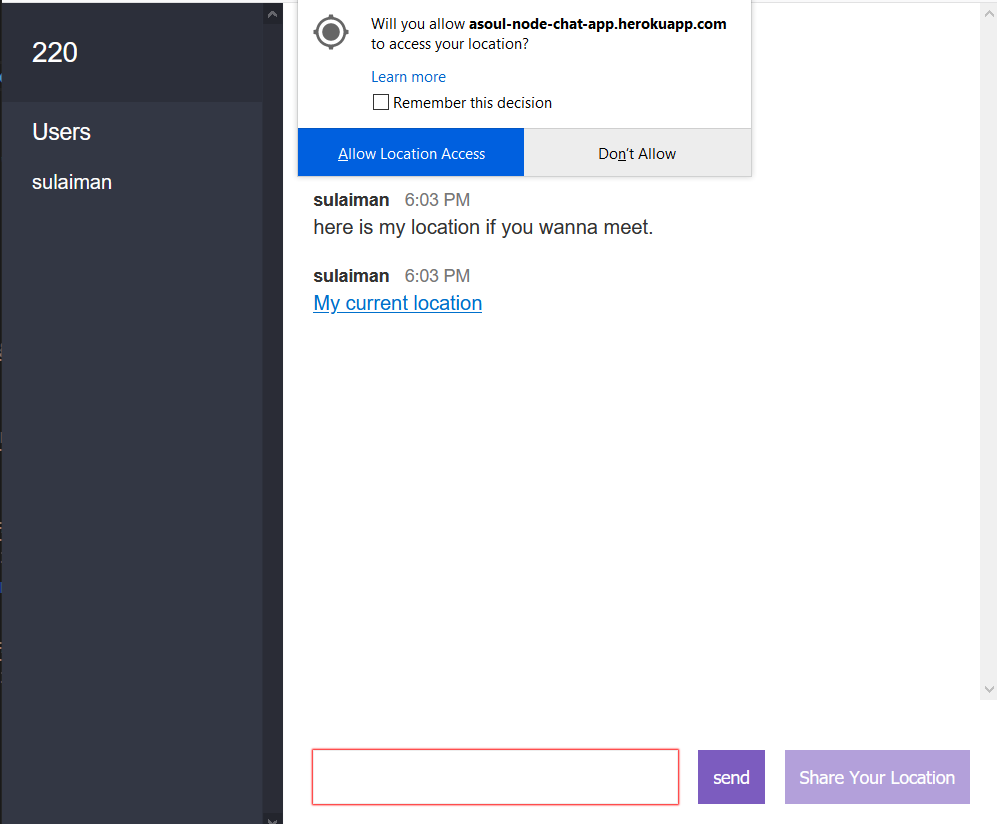 220
Users
sulaiman
Will you allow asoul-node-chat-app.herokuapp.com
to access your location?
Learn more
Remember this decision
Allow Location Access
Don't Allow
sulaiman 6:03 PM
here is my location if you wanna meet.
sulaiman 6:03 PM
My current location
send
Share Your Location